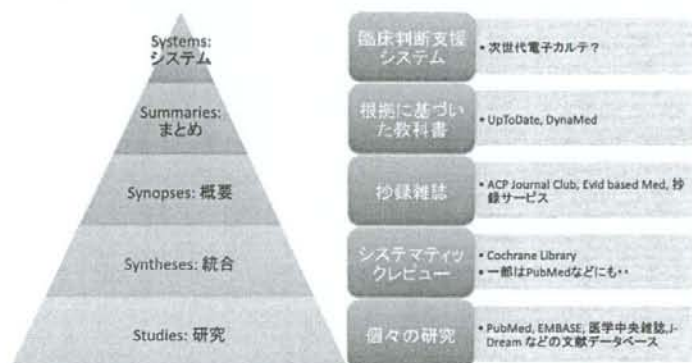 Systems:
システム
臨床判断支援
システム
• 次世代電子カルテ？
Summaries:
まとめ
根拠に基づい
た教科書
• UpToDate, DynaMed
Synopses: 概要
抄録雑誌
• ACP Journal Club, Evid based Med, 抄
録サービス
Syntheses: 統合
システマティッ
クレビュー
• Cochrane Library
• 一部はPubMedなどにも・・
Studies: 研究
個々の研究
• PubMed, EMBASE, 医学中央雑誌,J-
Dream などの文献データベース